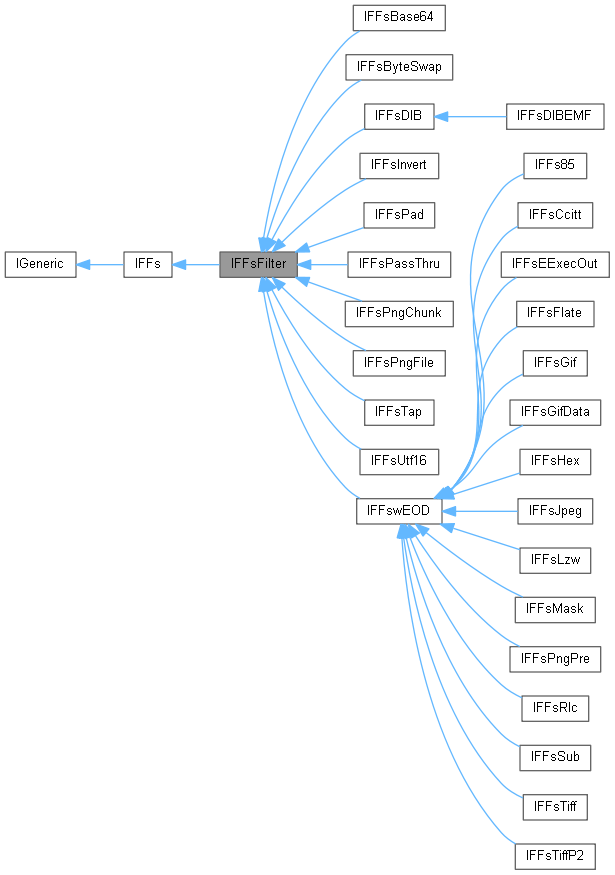 IFFsBase64
IFFsByteSwap
IFFsDIB
IFFsDIBEMF
IFFsInvert
IFFs85
IFFsPad
IFFsCcitt
IGeneric
IFFs
IFFsFilter
IFFsPassThru
IFFsEExecOut
IFFsPngChunk
IFFsFlate
IFFsPngFile
IFFsGif
IFFsTap
IFFsGifData
IFFsUtf16
IFFsHex
IFFswEOD
IFFsJpeg
IFFsLzw
IFFsMask
IFFsPngPre
IFFsRlc
IFFsSub
IFFsTiff
IFFsTiffP2